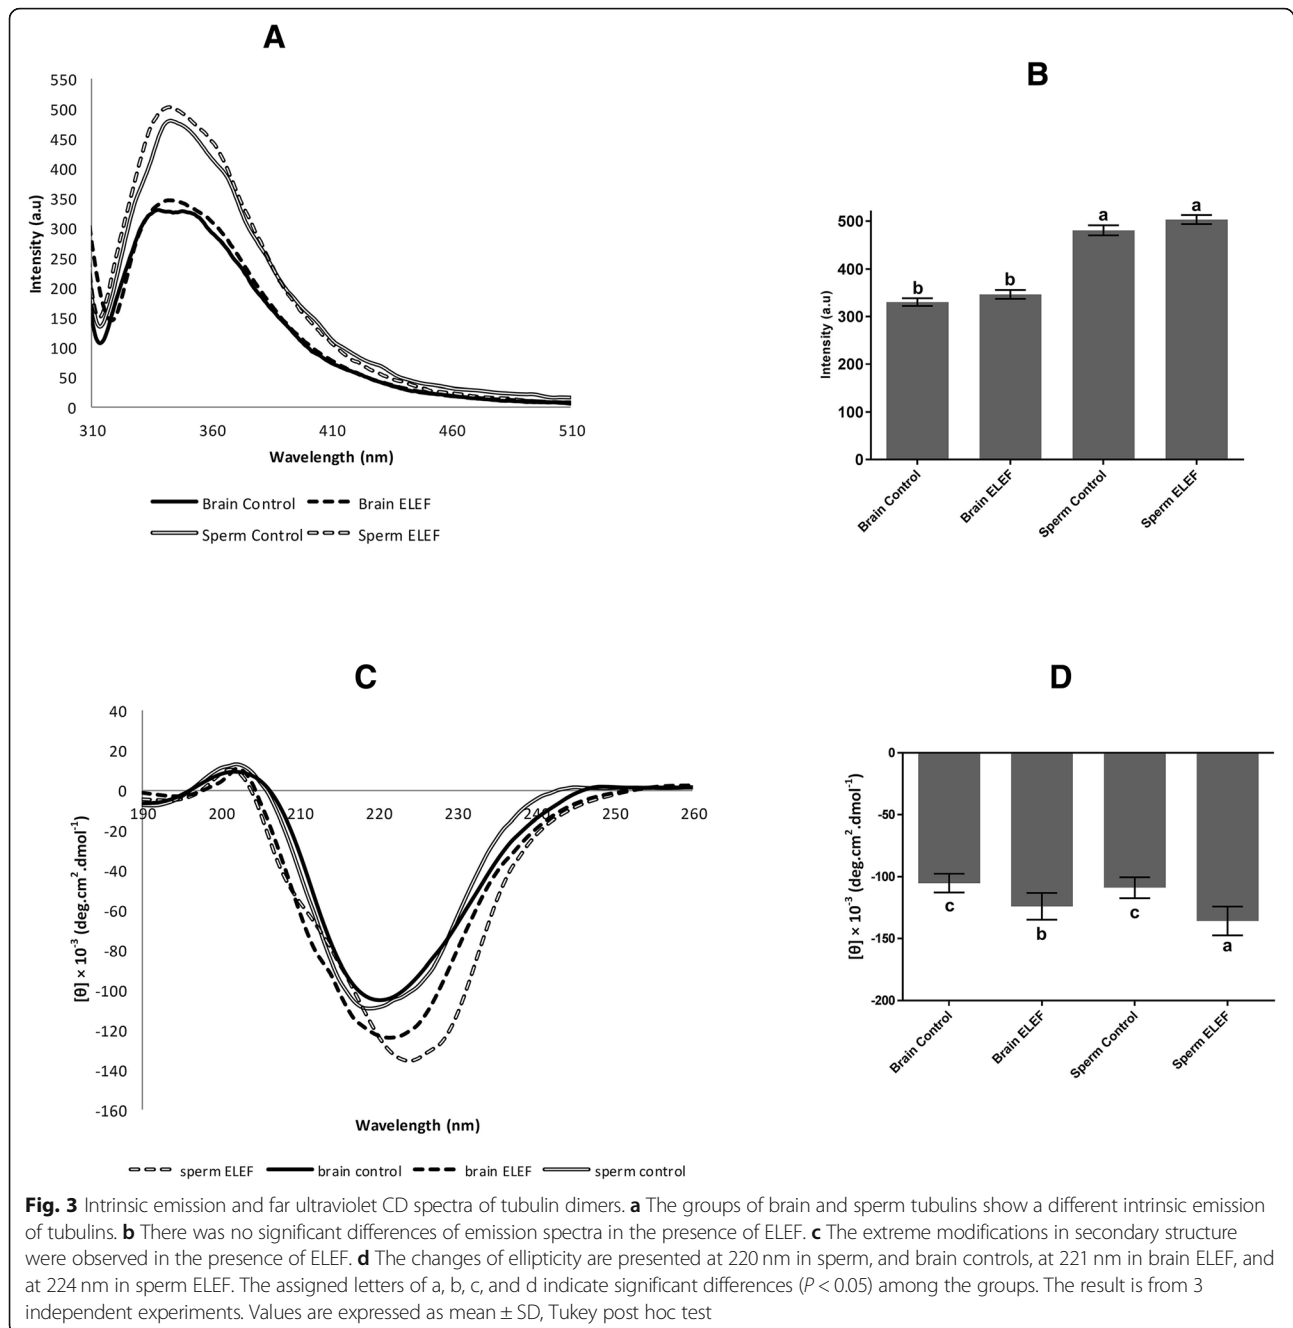 A
550
500
450
400
350
300
250
200
150
100
50
0
Intensity (a.u)
310 360 410 460 510
Wavelength (nm)
Brain Control Brain ELEF
Sperm Control Sperm ELEF
B
500
400
300
200
100
0
Intensity (a.u)
b b a a
Brain Control Brain ELEF Sperm Control Sperm ELEF
C
40
20
0
-20
-40
-60
-80
-100
-120
-140
-160
[θ] × 10⁻³ (deg.cm².dmol⁻¹)
190 200 210 220 230 240 250 260
Wavelength (nm)
sperm ELEF brain control brain ELEF sperm control
D
0
-50
-100
-150
-200
[θ] × 10⁻³ (deg.cm².dmol⁻¹)
c b c a
Brain Control Brain ELEF Sperm Control Sperm ELEF
Fig. 3 Intrinsic emission and far ultraviolet CD spectra of tubulin dimers. a The groups of brain and sperm tubulins show a different intrinsic emission
of tubulins. b There was no significant differences of emission spectra in the presence of ELEF. c The extreme modifications in secondary structure
were observed in the presence of ELEF. d The changes of ellipticity are presented at 220 nm in sperm, and brain controls, at 221 nm in brain ELEF, and
at 224 nm in sperm ELEF. The assigned letters of a, b, c, and d indicate significant differences (P < 0.05) among the groups. The result is from 3
independent experiments. Values are expressed as mean ± SD, Tukey post hoc test